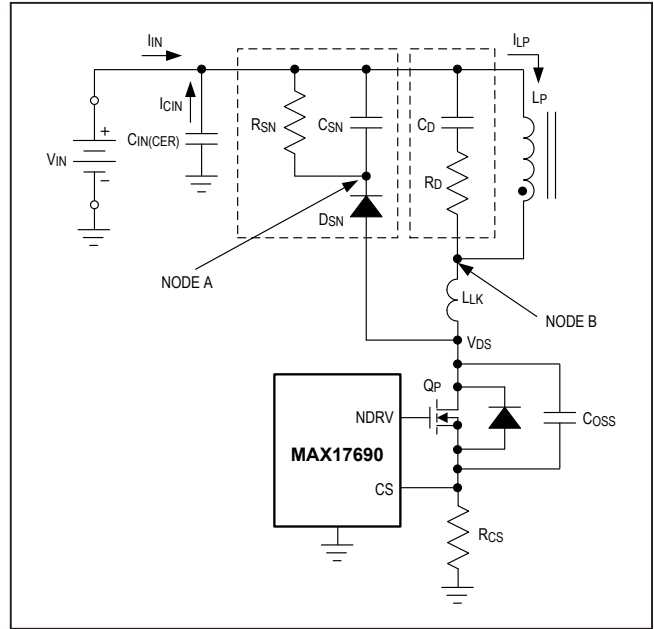 IIN
ILP
LP
ICIN
RSN
CSN
CD
CIN(CER)
VIN
+
−
RD
DSN
NODE A
LLK
NODE B
VDS
QP
NDRV
COSS
MAX17690
CS
RCS